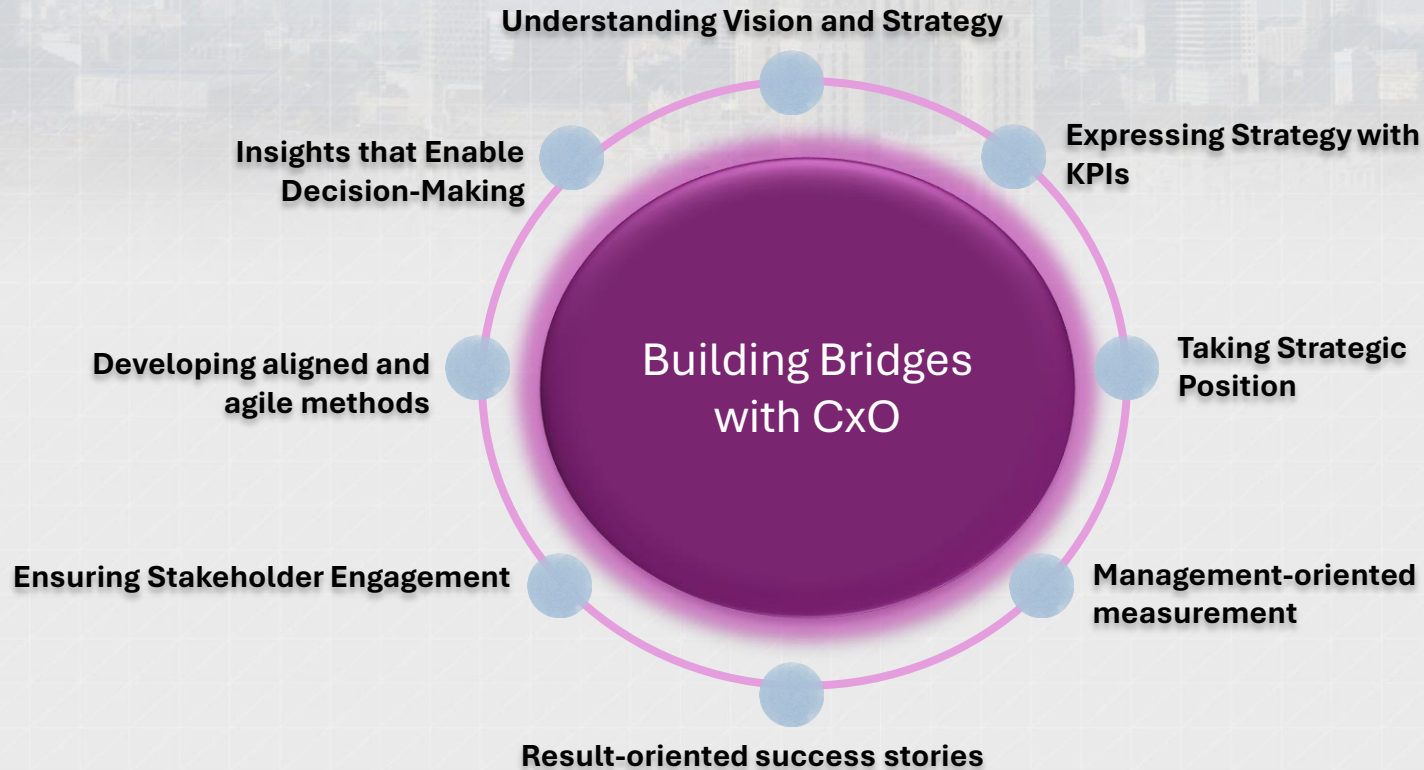 Understanding Vision and Strategy
Expressing Strategy with
KPIs
Taking Strategic
Position
Management-oriented
measurement
Result-oriented success stories
Ensuring Stakeholder Engagement
Developing aligned and
agile methods
Insights that Enable
Decision-Making
Building Bridges
with CxO